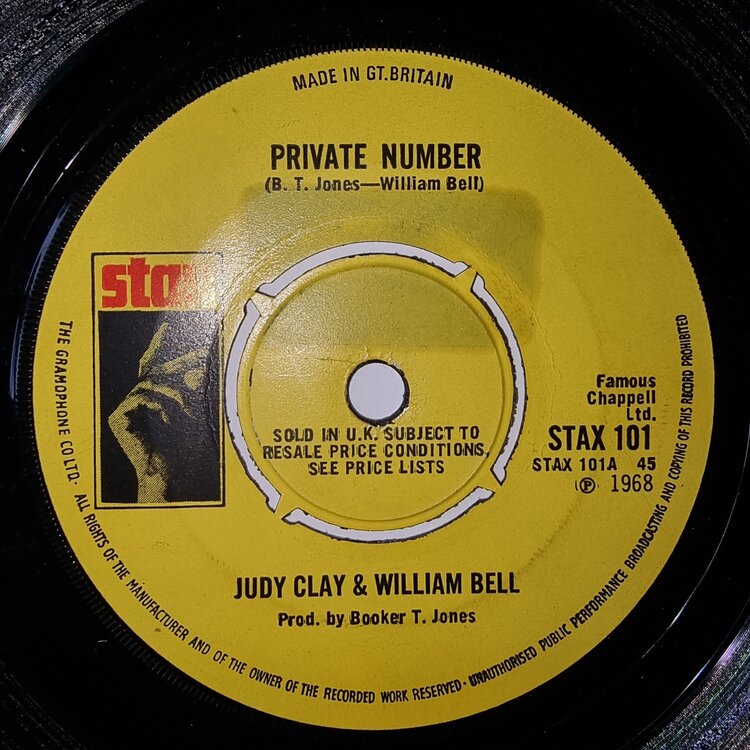 MADE IN GT. BRITAIN
PRIVATE NUMBER
(B. T. Jones—William Bell)
stax
Famous
Chappell
Ltd.
STAX 101
STAX 101A 45
Ⓟ 1968
SOLD IN U.K. SUBJECT TO
RESALE PRICE CONDITIONS,
SEE PRICE LISTS
JUDY CLAY & WILLIAM BELL
Prod. by Booker T. Jones
THE GRAMOPHONE CO LTD · ALL RIGHTS OF THE MANUFACTURER AND OF THE OWNER OF THE RECORDED WORK RESERVED · UNAUTHORISED PUBLIC PERFORMANCE BROADCASTING AND COPYING OF THIS RECORD PROHIBITED